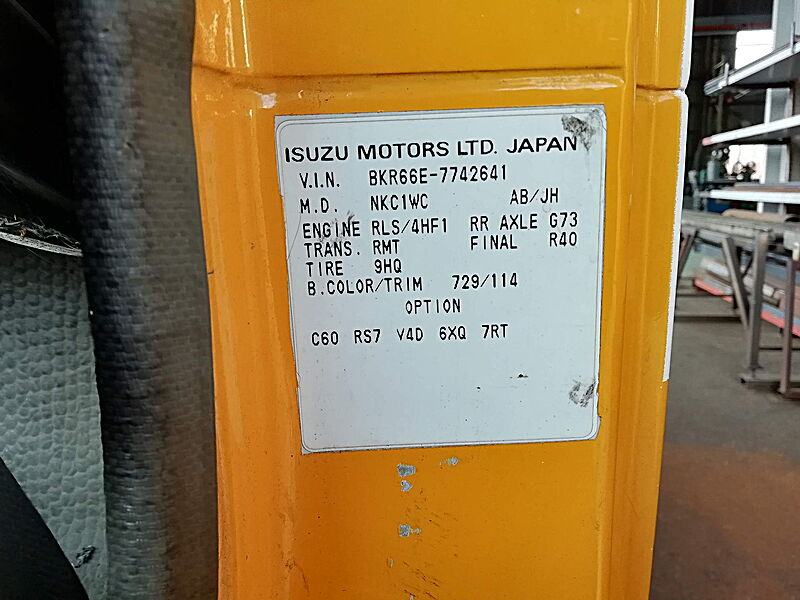 ISUZU MOTORS LTD. JAPAN
V.I.N. BKR66E-7742641
M.D. NKC1WC AB/JH
ENGINE RLS/4HF1 RR AXLE G73
TRANS. RMT FINAL R40
TIRE 9HQ
B.COLOR/TRIM 729/114
OPTION
C60 RS7 V4D 6XQ 7RT